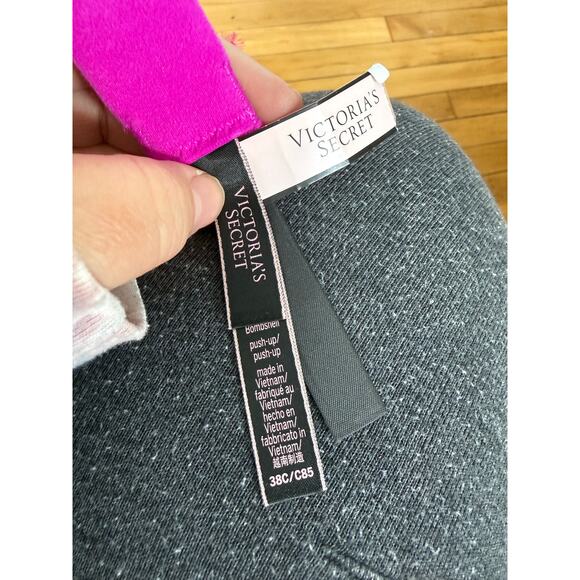 VICTORIA'S
SECRET
VICTORIA'S
SECRET
Bombshell
push-up/
push-up
made in
Vietnam/
fabriqué au
Vietnam/
hecho en
Vietnam/
fabbricato in
Vietnam/
越南制造
38C/C85